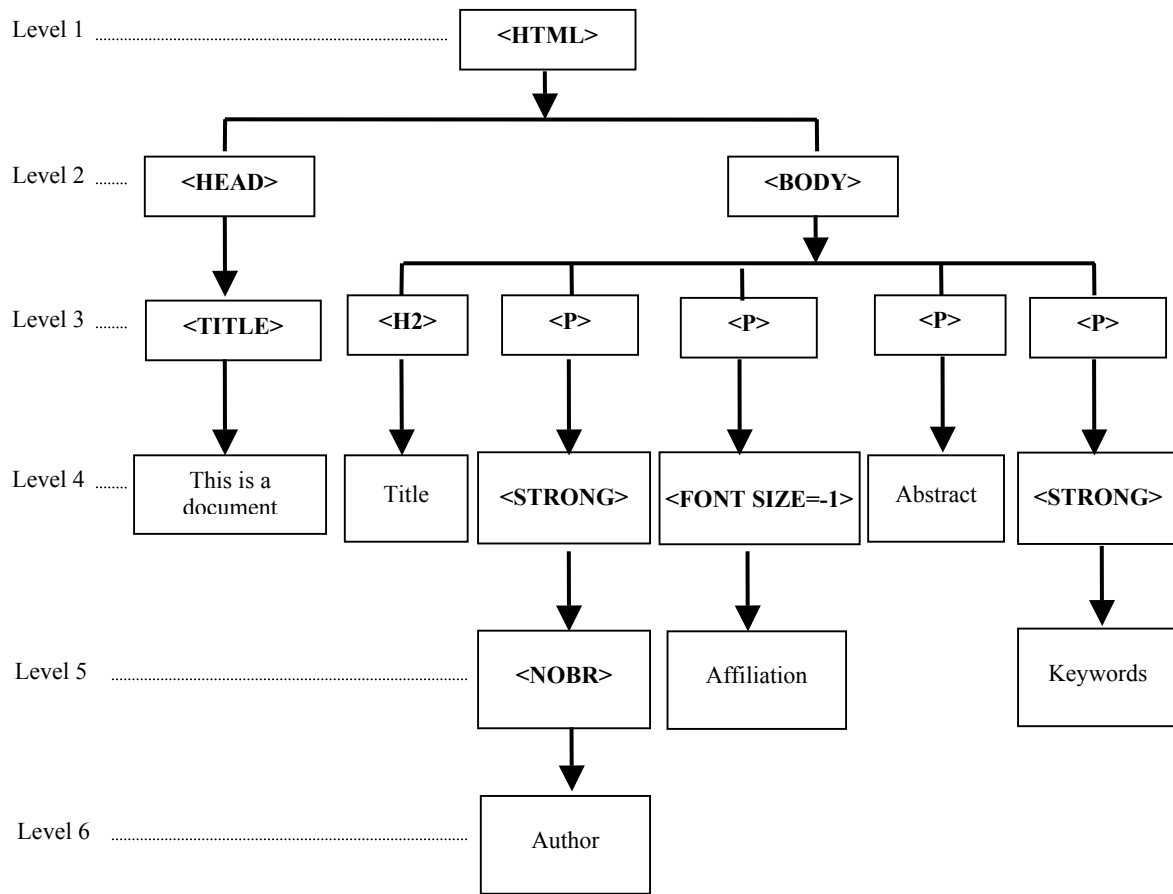 Level 1 ........................................................ <HTML>
Level 2 ........ <HEAD> <BODY>
Level 3 ........ <TITLE> <H2> <P> <P> <P> <P>
Level 4 ........ This is a
document Title <STRONG> <FONT SIZE=-1> Abstract <STRONG>
Level 5 ............................................................ <NOBR> Affiliation Keywords
Level 6 ............................................................ Author